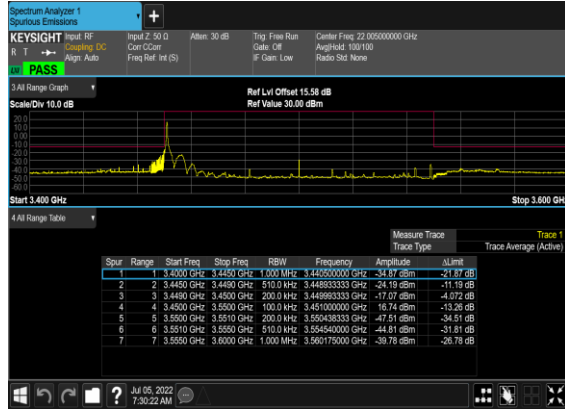 Spectrum Analyzer 1
Spurious Emissions
KEYSIGHT Input: RF Input Z: 50 Ω Atten: 30 dB Trig: Free Run Center Freq: 22.005000000 GHz
R T Coupling: DC Corr CCorr Gate: Off Avg|Hold: 100/100
Align: Auto Freq Ref: Int (S) IF Gain: Low Radio Std: None
PASS
3 All Range Graph
Ref Lvl Offset 15.58 dB
Scale/Div 10.0 dB Ref Value 30.00 dBm
20.0
10.0
0.00
-10.0
-20.0
-30.0
-40.0
-50.0
-60.0
Start 3.400 GHz Stop 3.600 GH
4 All Range Table
Measure Trace Trace 1
Trace Type Trace Average (Active)
Spur Range Start Freq Stop Freq RBW Frequency Amplitude ΔLimit
1 1 3.4000 GHz 3.4450 GHz 1.000 MHz 3.440500000 GHz -34.87 dBm -21.87 dB
2 2 3.4450 GHz 3.4490 GHz 510.0 kHz 3.448933333 GHz -24.19 dBm -11.19 dB
3 3 3.4490 GHz 3.4500 GHz 200.0 kHz 3.449993333 GHz -17.07 dBm -4.072 dB
4 4 3.4500 GHz 3.5500 GHz 100.0 kHz 3.451000000 GHz 16.74 dBm -13.26 dB
5 5 3.5500 GHz 3.5510 GHz 200.0 kHz 3.550438333 GHz -47.51 dBm -34.51 dB
6 6 3.5510 GHz 3.5550 GHz 510.0 kHz 3.554540000 GHz -44.81 dBm -31.81 dB
7 7 3.5550 GHz 3.6000 GHz 1.000 MHz 3.560175000 GHz -39.78 dBm -26.78 dB
Jul 05, 2022
7:30:22 AM